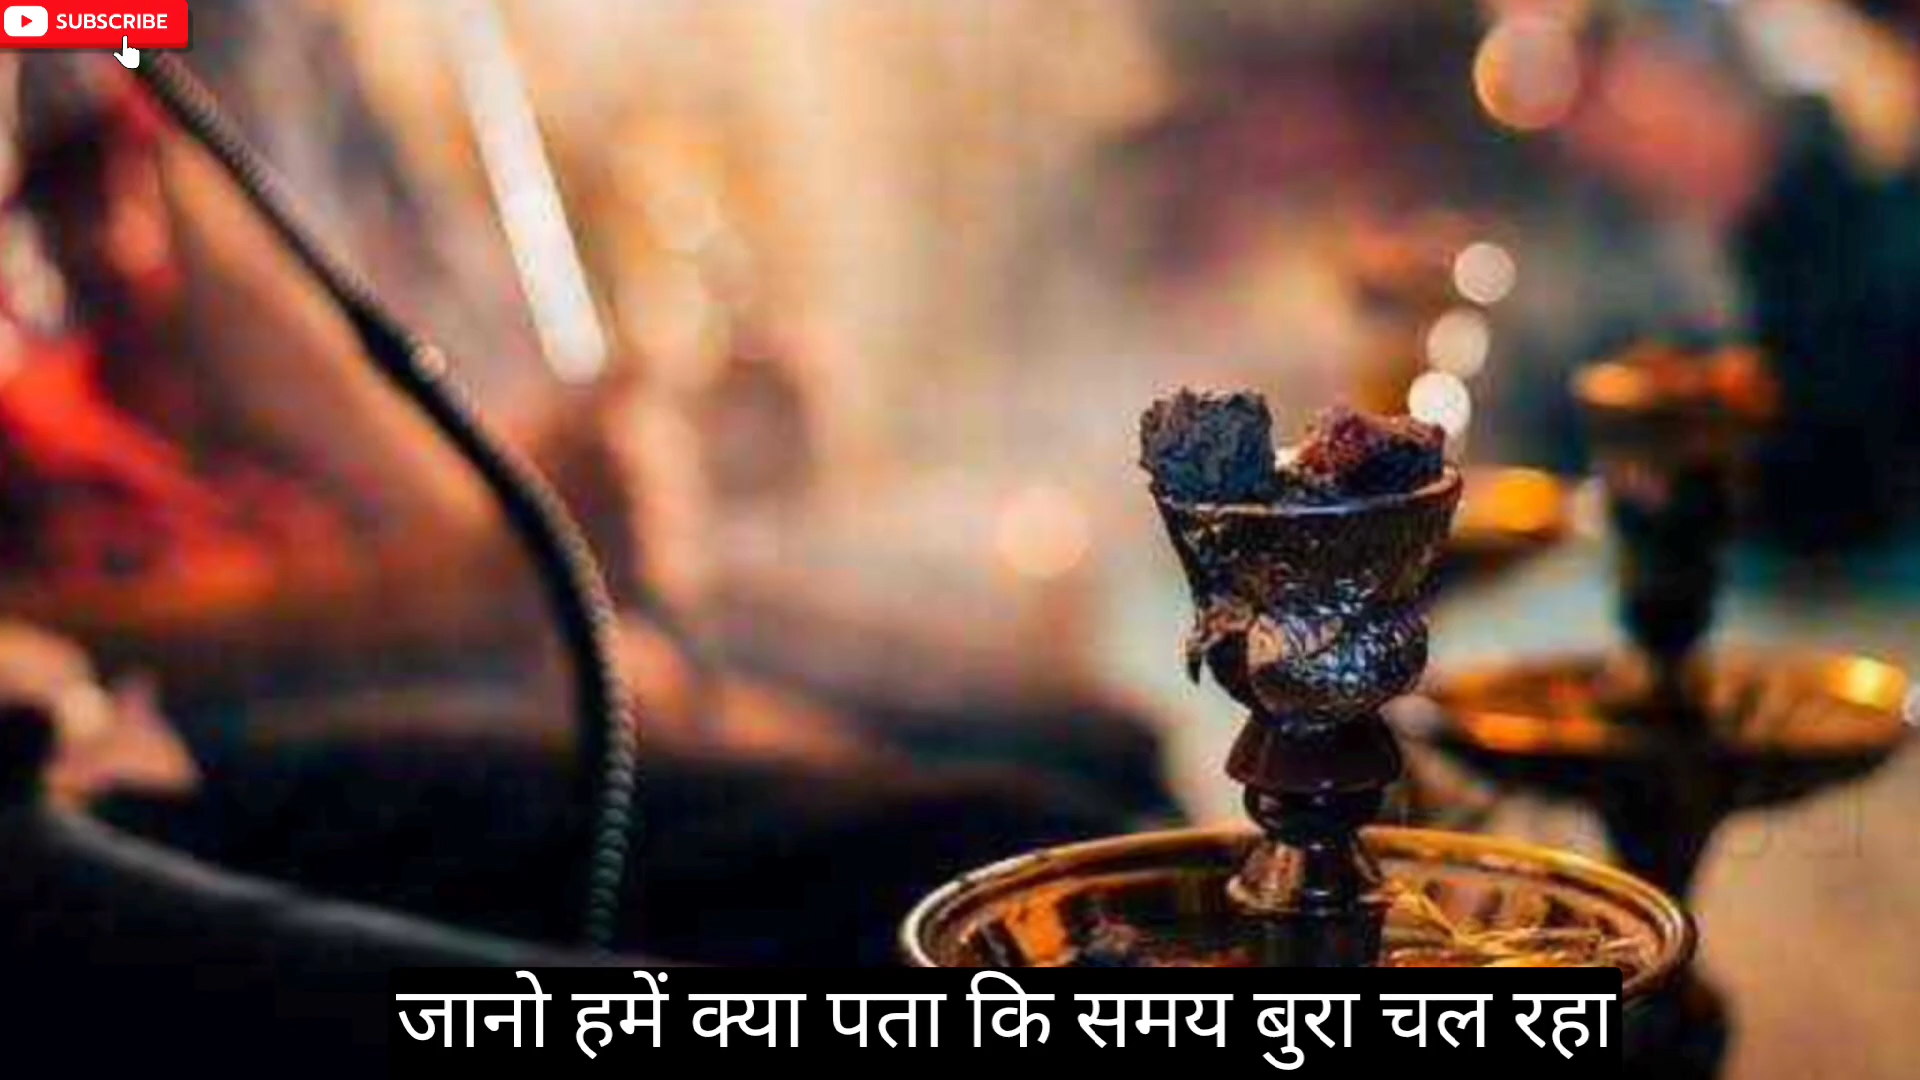 SUBSCRIBE
जानो हमें क्या पता कि समय बुरा चल रहा